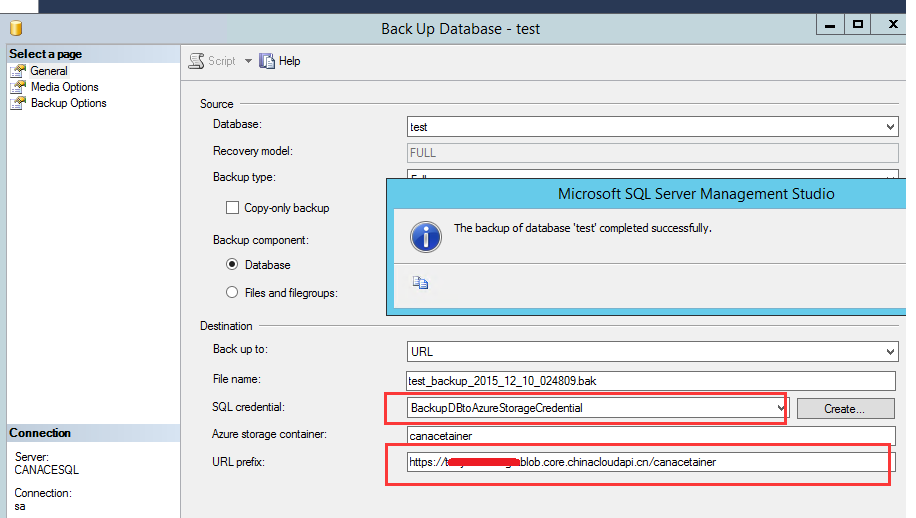 Back Up Database - test
Select a page
General
Media Options
Backup Options
Script
Help
Source
Database:
test
Recovery model:
FULL
Backup type:
Copy-only backup
Backup component:
Database
Files and filegroups:
Microsoft SQL Server Management Studio
The backup of database 'test' completed successfully.
Destination
Back up to:
URL
File name:
test_backup_2015_12_10_024809.bak
SQL credential:
BackupDBtoAzureStorageCredential
Create...
Azure storage container:
canacetainer
URL prefix:
https:// blob.core.chinacloudapi.cn/canacetainer
Connection
Server:
CANACESQL
Connection:
sa